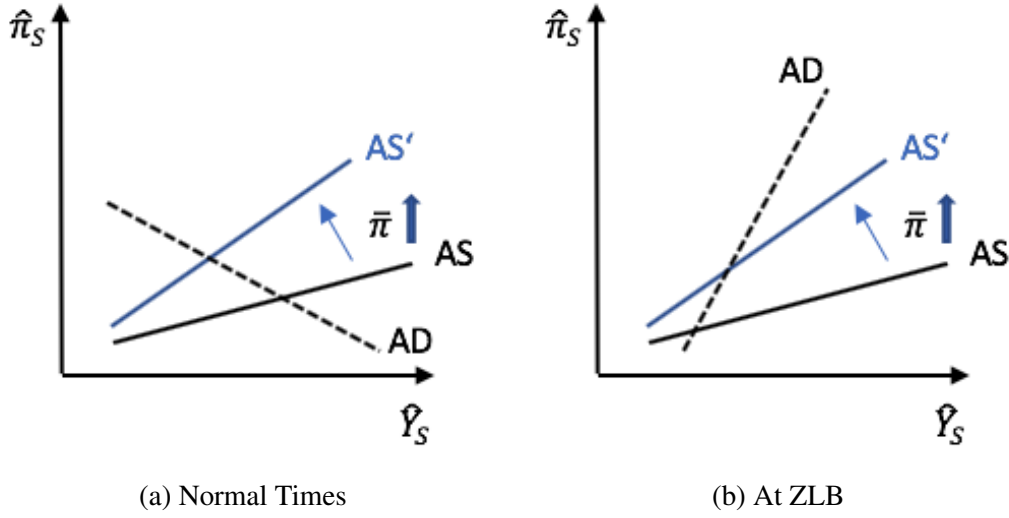 π̂_S
AS‘
π̄
AS
AD
Ŷ_S
(a) Normal Times
π̂_S
AD
AS‘
π̄
AS
Ŷ_S
(b) At ZLB